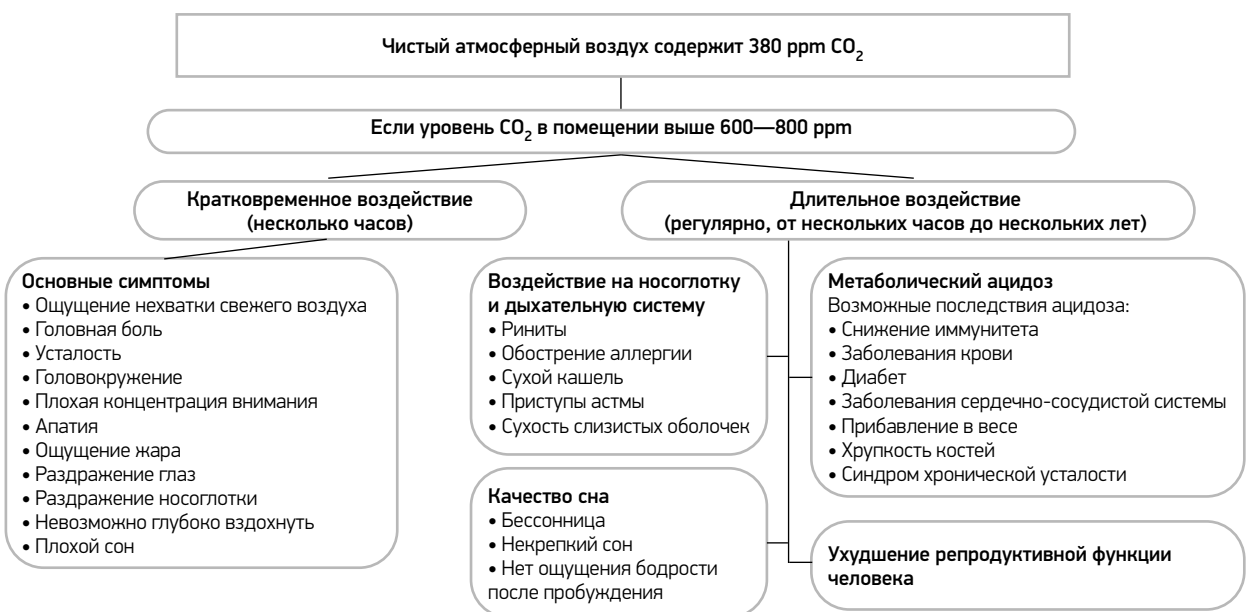 Чистый атмосферный воздух содержит 380 ppm CO₂
Если уровень CO₂ в помещении выше 600—800 ppm
Кратковременное воздействие
(несколько часов)
Длительное воздействие
(регулярно, от нескольких часов до нескольких лет)
Основные симптомы
• Ощущение нехватки свежего воздуха
• Головная боль
• Усталость
• Головокружение
• Плохая концентрация внимания
• Апатия
• Ощущение жара
• Раздражение глаз
• Раздражение носоглотки
• Невозможно глубоко вздохнуть
• Плохой сон
Воздействие на носоглотку
и дыхательную систему
• Риниты
• Обострение аллергии
• Сухой кашель
• Приступы астмы
• Сухость слизистых оболочек
Качество сна
• Бессонница
• Некрепкий сон
• Нет ощущения бодрости
после пробуждения
Метаболический ацидоз
Возможные последствия ацидоза:
• Снижение иммунитета
• Заболевания крови
• Диабет
• Заболевания сердечно-сосудистой системы
• Прибавление в весе
• Хрупкость костей
• Синдром хронической усталости
Ухудшение репродуктивной функции
человека